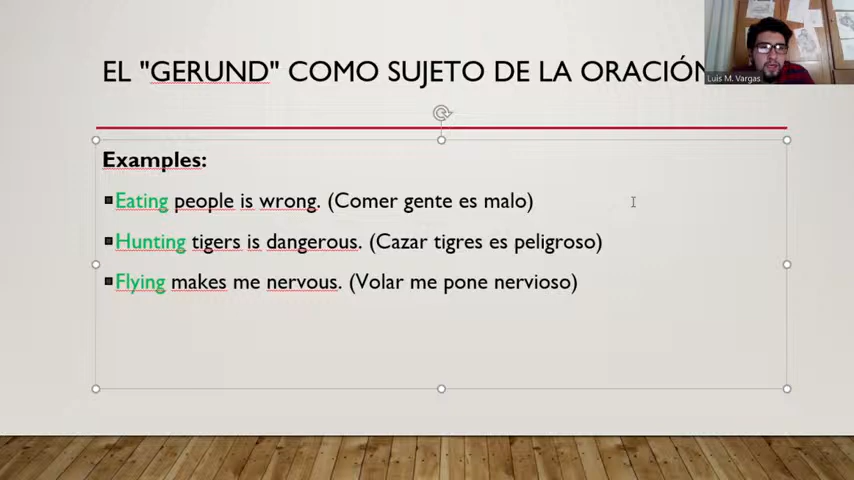 EL "GERUND" COMO SUJETO DE LA ORACIÓN
Luis M. Vargas
Examples:
Eating people is wrong. (Comer gente es malo)
Hunting tigers is dangerous. (Cazar tigres es peligroso)
Flying makes me nervous. (Volar me pone nervioso)